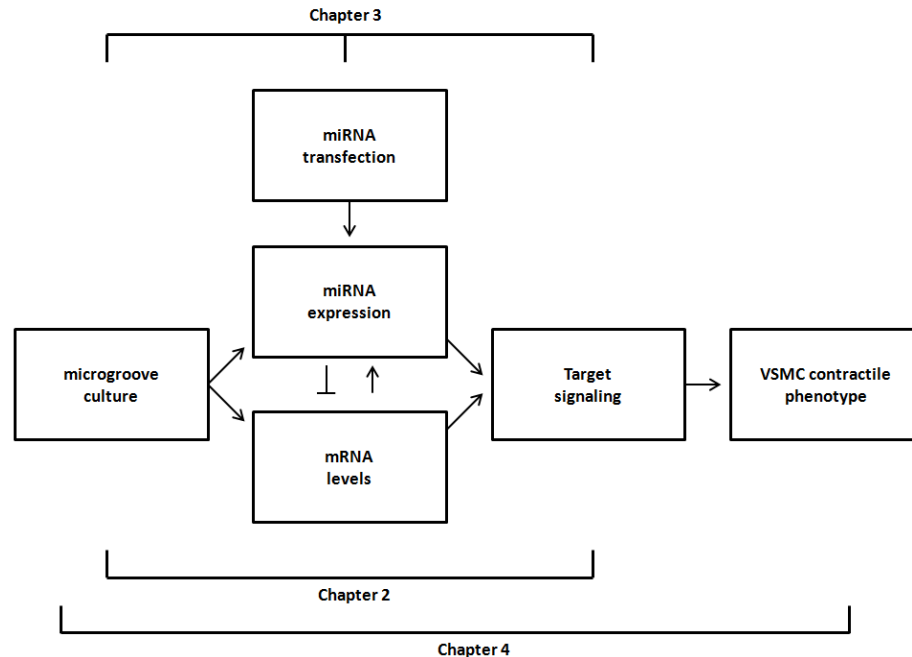 Chapter 3
miRNA
transfection
miRNA
expression
microgroove
culture
Target
signaling
VSMC contractile
phenotype
mRNA
levels
Chapter 2
Chapter 4